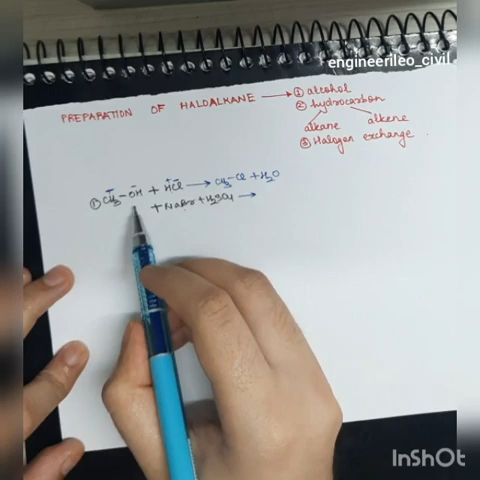 engineerileo_civil
PREPARATION OF HALOALKANE → ① alcohol
② hydrocarbon
alkane alkene
③ Halogen exchange.
① CH₃–OH + HCl → CH₃–Cl + H₂O
+ NaBr + H₂SO₄ →
InShOt